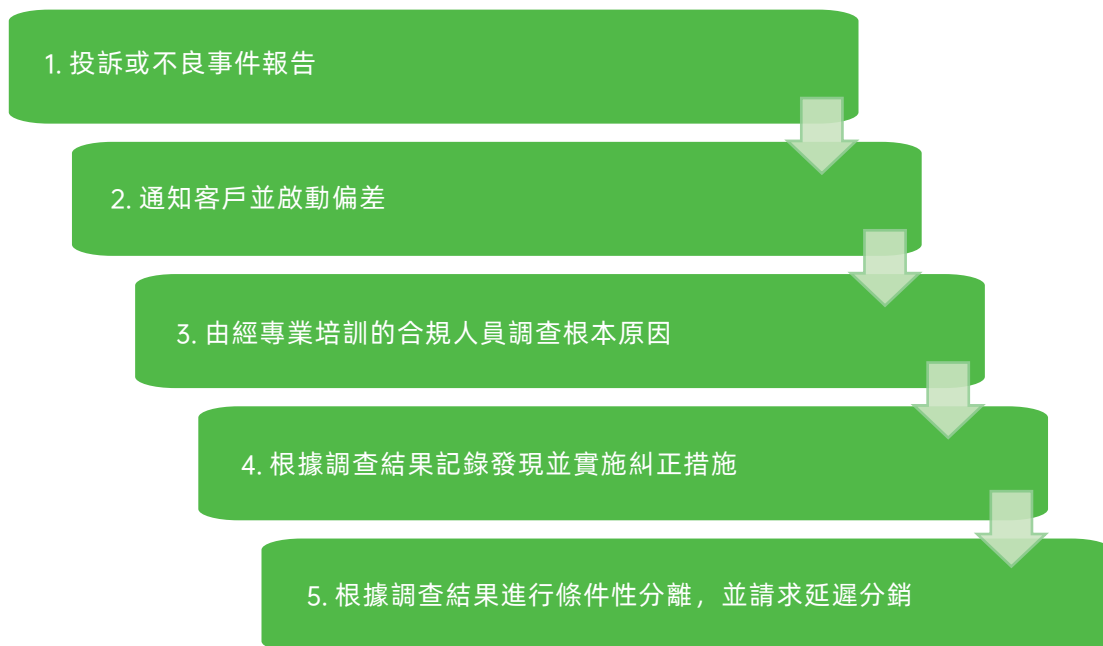 1. 投訴或不良事件報告
2. 通知客戶並啟動偏差
3. 由經專業培訓的合規人員調查根本原因
4. 根據調查結果記錄發現並實施糾正措施
5. 根據調查結果進行條件性分離，並請求延遲分銷